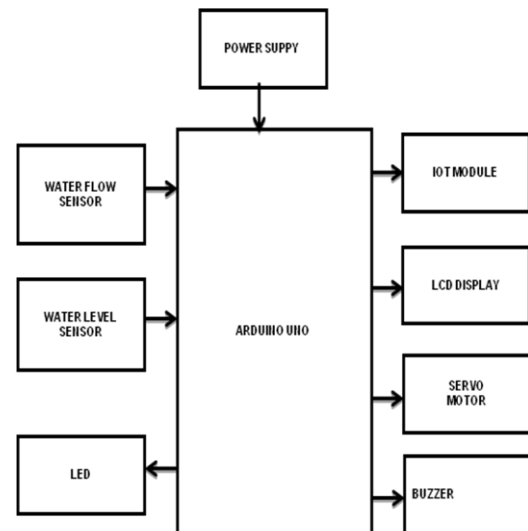 POWER SUPPY
WATER FLOW
SENSOR
IOT MODULE
WATER LEVEL
SENSOR
ARDUINO UNO
LCD DISPLAY
SERVO
MOTOR
LED
BUZZER